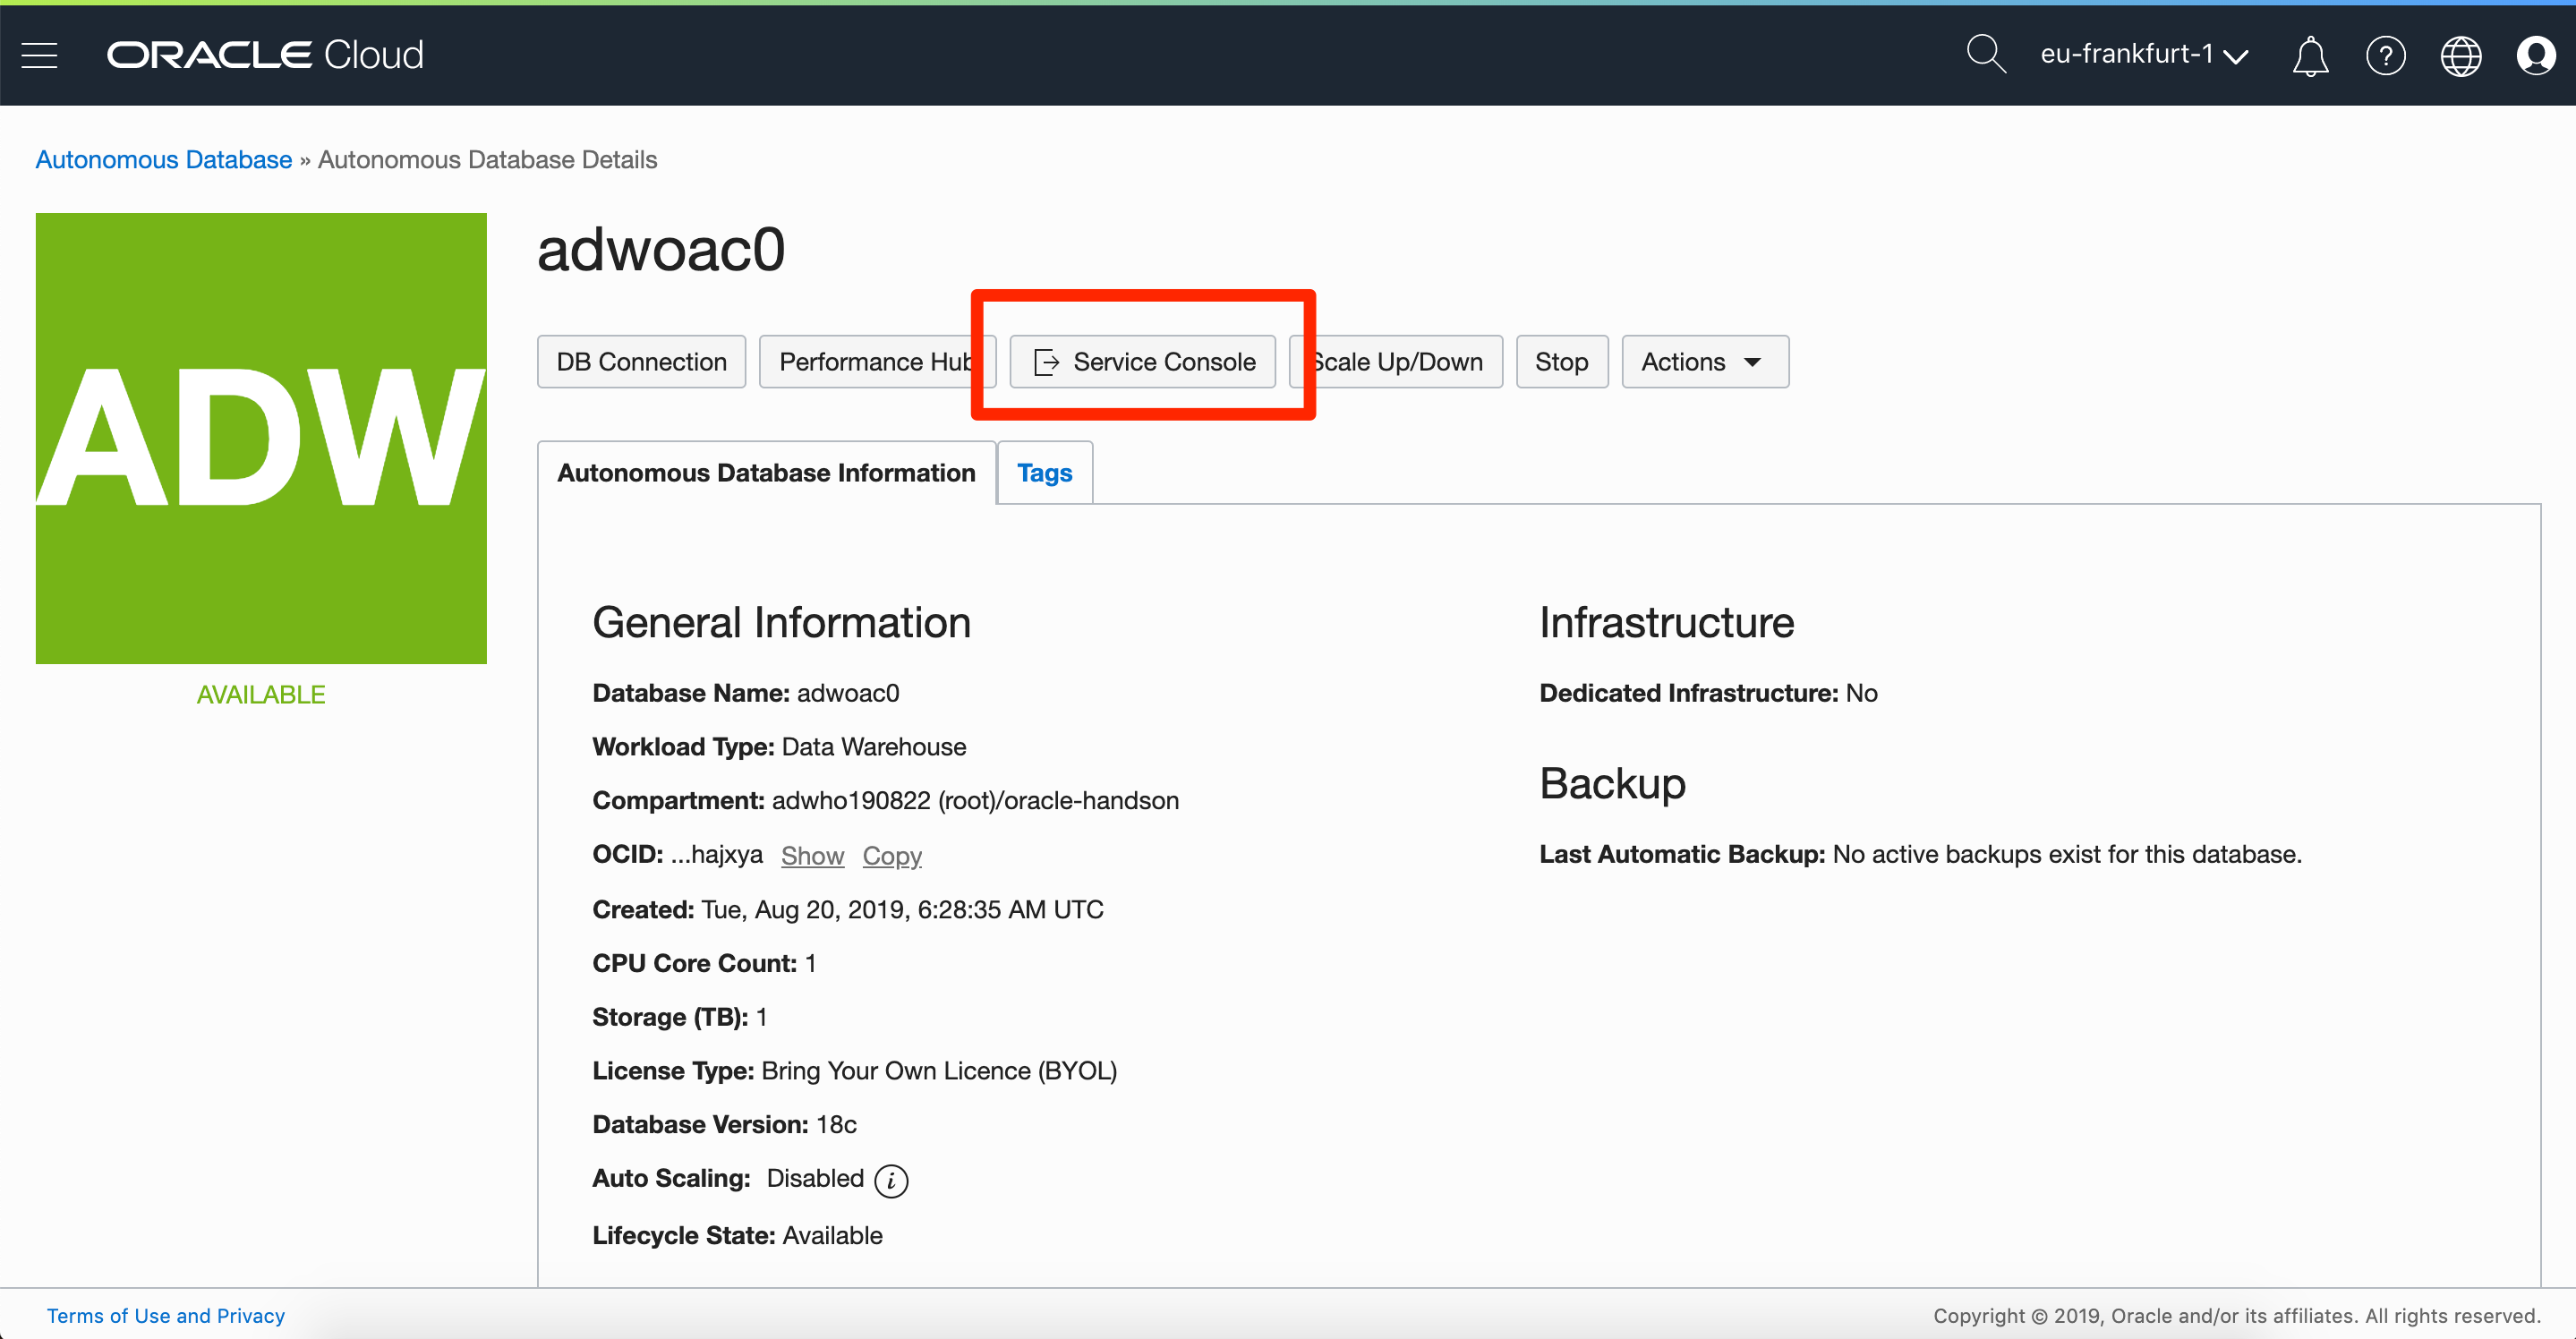 ORACLE Cloud
eu-frankfurt-1
Autonomous Database » Autonomous Database Details
ADW
AVAILABLE
adwoac0
DB Connection Performance Hub Service Console Scale Up/Down Stop Actions
Autonomous Database Information Tags
General Information
Database Name: adwoac0
Workload Type: Data Warehouse
Compartment: adwho190822 (root)/oracle-handson
OCID: ...hajxya Show Copy
Created: Tue, Aug 20, 2019, 6:28:35 AM UTC
CPU Core Count: 1
Storage (TB): 1
License Type: Bring Your Own Licence (BYOL)
Database Version: 18c
Auto Scaling: Disabled i
Lifecycle State: Available
Infrastructure
Dedicated Infrastructure: No
Backup
Last Automatic Backup: No active backups exist for this database.
Terms of Use and Privacy
Copyright © 2019, Oracle and/or its affiliates. All rights reserved.